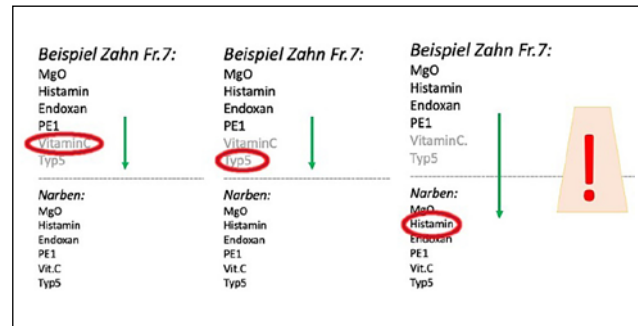 Beispiel Zahn Fr.7:
MgO
Histamin
Endoxan
PE1
VitaminC
Typ5
Narben:
MgO
Histamin
Endoxan
PE1
Vit.C
Typ5
Beispiel Zahn Fr.7:
MgO
Histamin
Endoxan
PE1
VitaminC
Typ5
Narben:
MgO
Histamin
Endoxan
PE1
Vit.C
Typ5
Beispiel Zahn Fr.7:
MgO
Histamin
Endoxan
PE1
VitaminC.
Typ5
Narben:
MgO
Histamin
Endoxan
PE1
Vit.C
Typ5
!